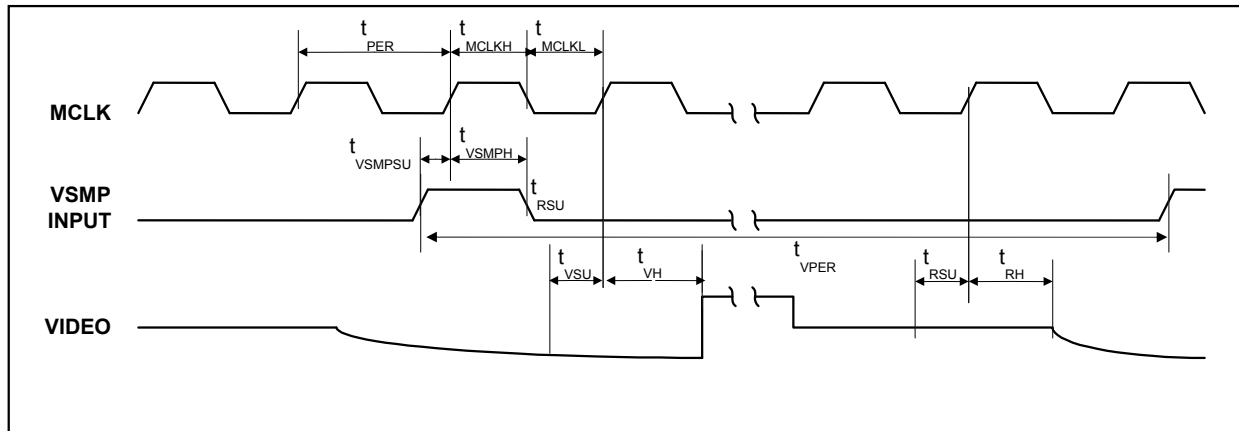 t PER
t MCLKH
t MCLKL
MCLK
t VSMPSU
t VSMPH
VSMP
INPUT
t RSU
t VPER
t VSU
t VH
t RSU
t RH
VIDEO